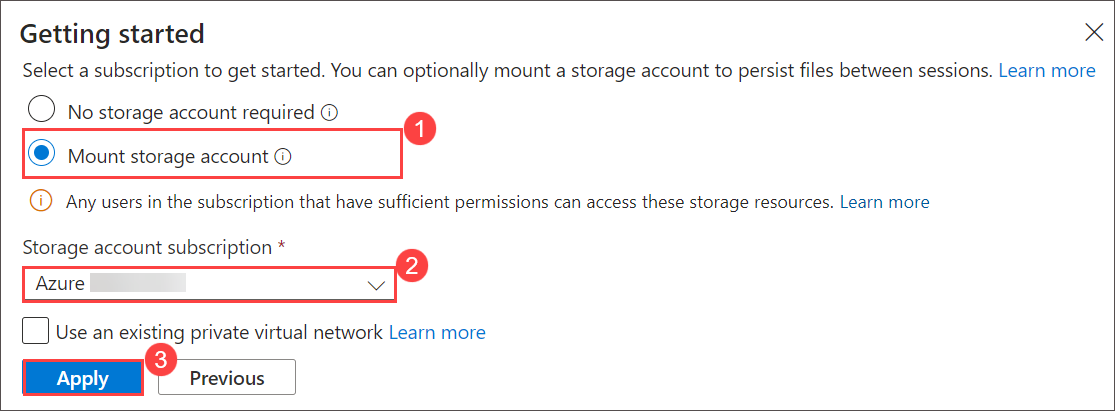 Getting started
Select a subscription to get started. You can optionally mount a storage account to persist files between sessions. Learn more
No storage account required
1
Mount storage account
Any users in the subscription that have sufficient permissions can access these storage resources. Learn more
Storage account subscription *
2
Azure
Use an existing private virtual network Learn more
3
Apply Previous